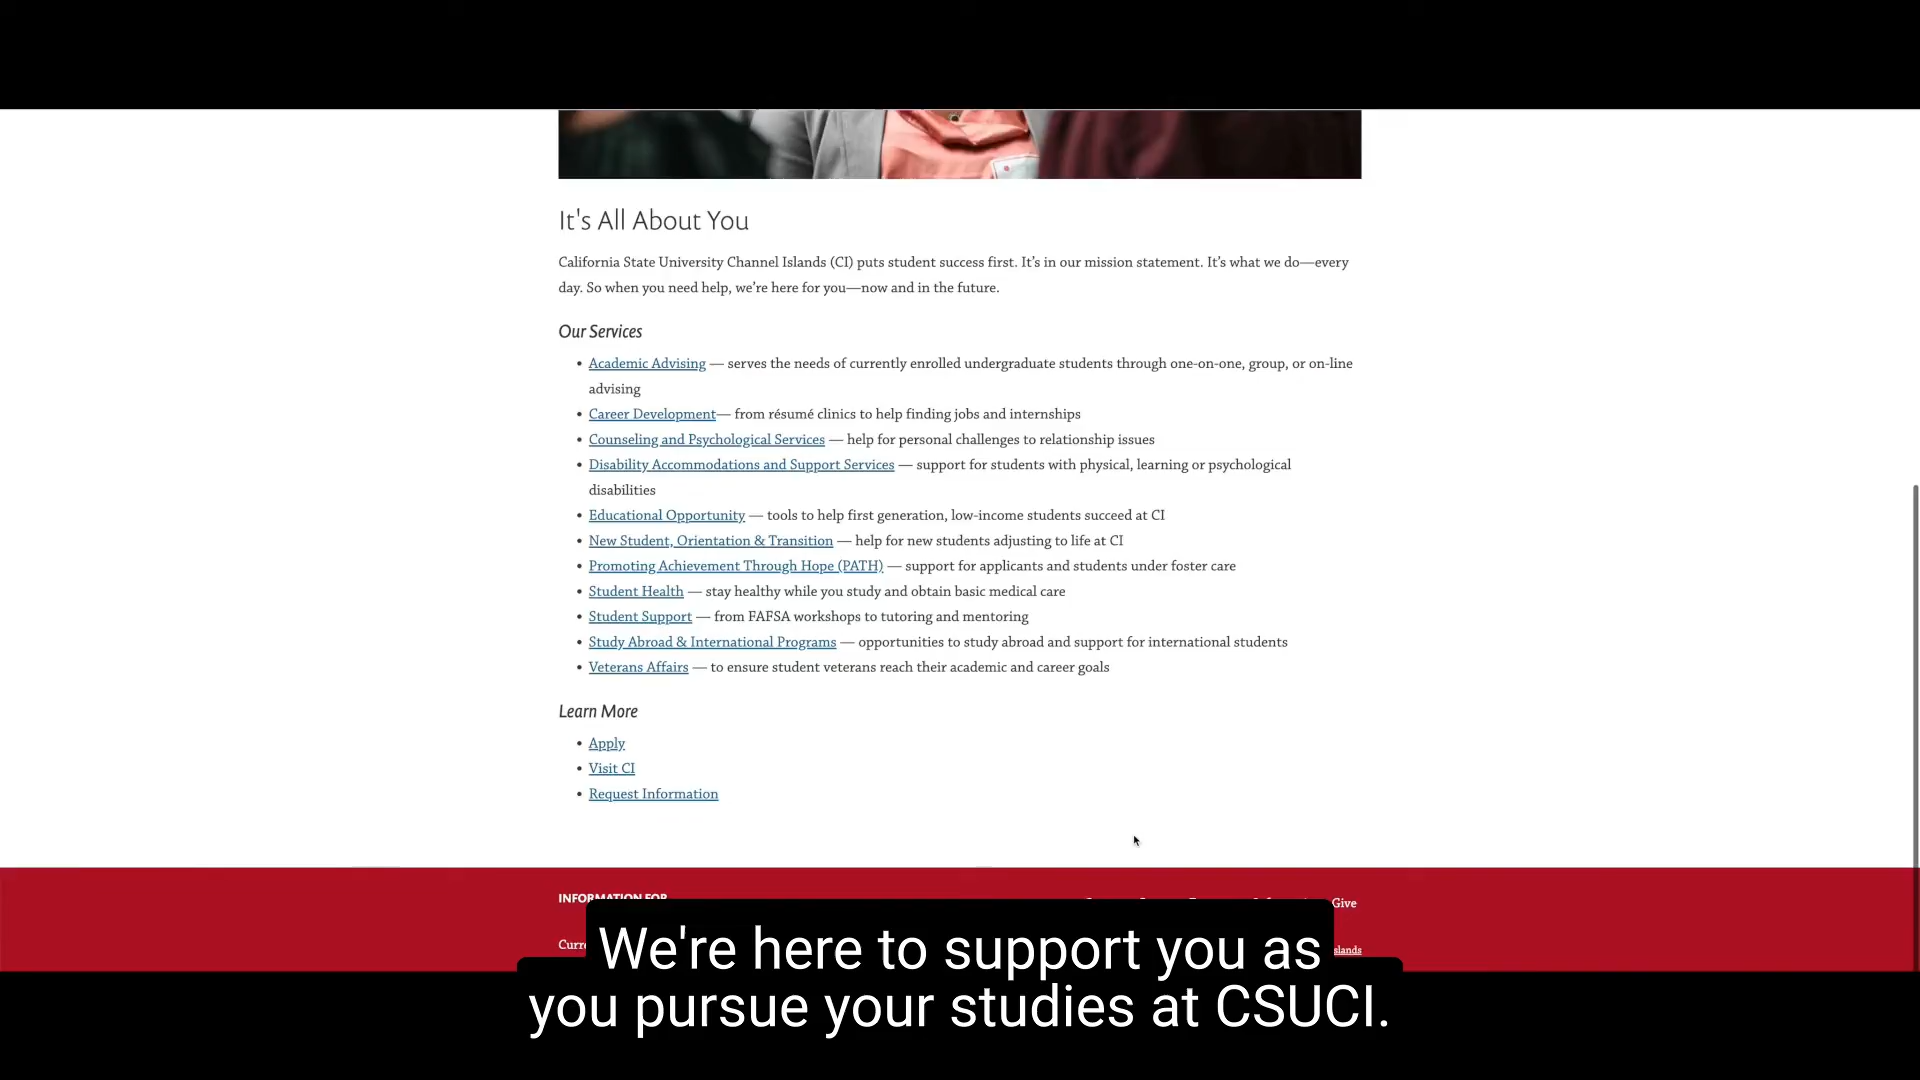 It's All About You
California State University Channel Islands (CI) puts student success first. It’s in our mission statement. It’s what we do—every
day. So when you need help, we’re here for you—now and in the future.
Our Services
• Academic Advising — serves the needs of currently enrolled undergraduate students through one-on-one, group, or on-line
advising
• Career Development— from résumé clinics to help finding jobs and internships
• Counseling and Psychological Services — help for personal challenges to relationship issues
• Disability Accommodations and Support Services — support for students with physical, learning or psychological
disabilities
• Educational Opportunity — tools to help first generation, low-income students succeed at CI
• New Student, Orientation & Transition — help for new students adjusting to life at CI
• Promoting Achievement Through Hope (PATH) — support for applicants and students under foster care
• Student Health — stay healthy while you study and obtain basic medical care
• Student Support — from FAFSA workshops to tutoring and mentoring
• Study Abroad & International Programs — opportunities to study abroad and support for international students
• Veterans Affairs — to ensure student veterans reach their academic and career goals
Learn More
• Apply
• Visit CI
• Request Information
INFORMATION FOR
Give
We're here to support you as
you pursue your studies at CSUCI.